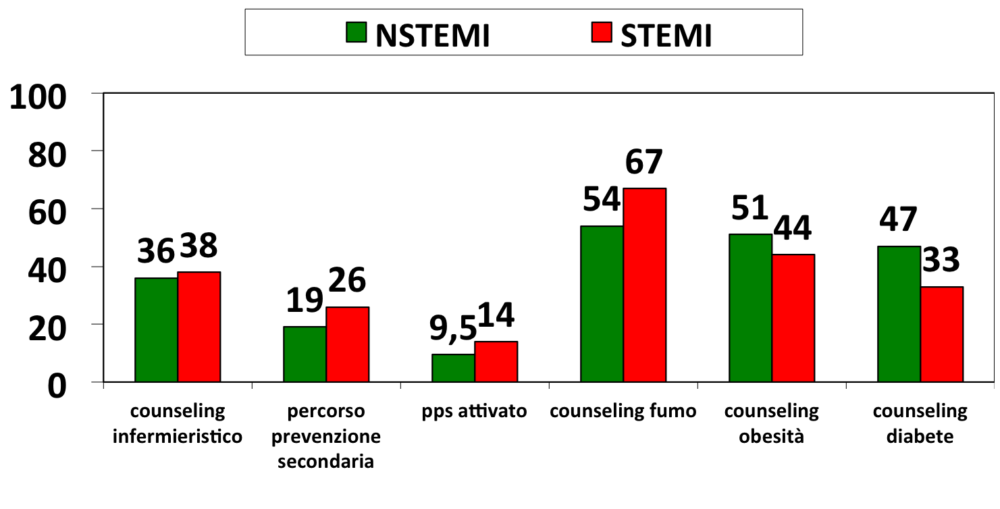 NSTEMI STEMI
100
80
60
40
20
0
36 38
19 26
9,5 14
54 67
51 44
47 33
counseling
infermieristico
percorso
prevenzione
secondaria
pps attivato
counseling fumo
counseling
obesità
counseling
diabete